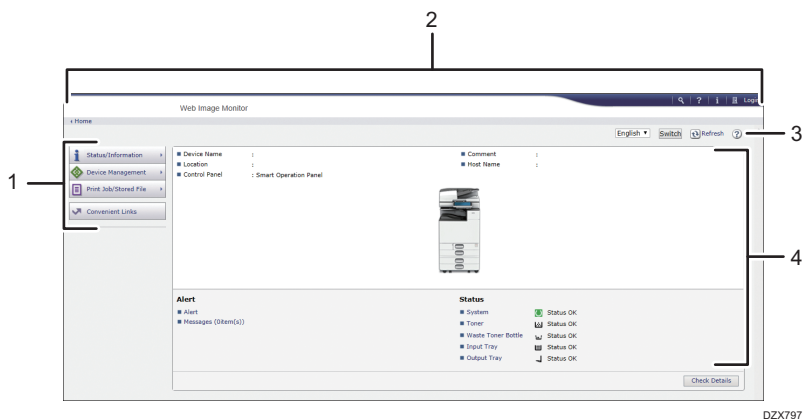 2
Web Image Monitor
? i Login
Home
English Switch Refresh ?
3
1
Status/Information
Device Management
Print Job/Stored File
Convenient Links
Device Name :
Location :
Control Panel : Smart Operation Panel
Comment :
Host Name :
4
Alert
Alert
Messages (0item(s))
Status
System Status OK
Toner Status OK
Waste Toner Bottle Status OK
Input Tray Status OK
Output Tray Status OK
Check Details
DZX797